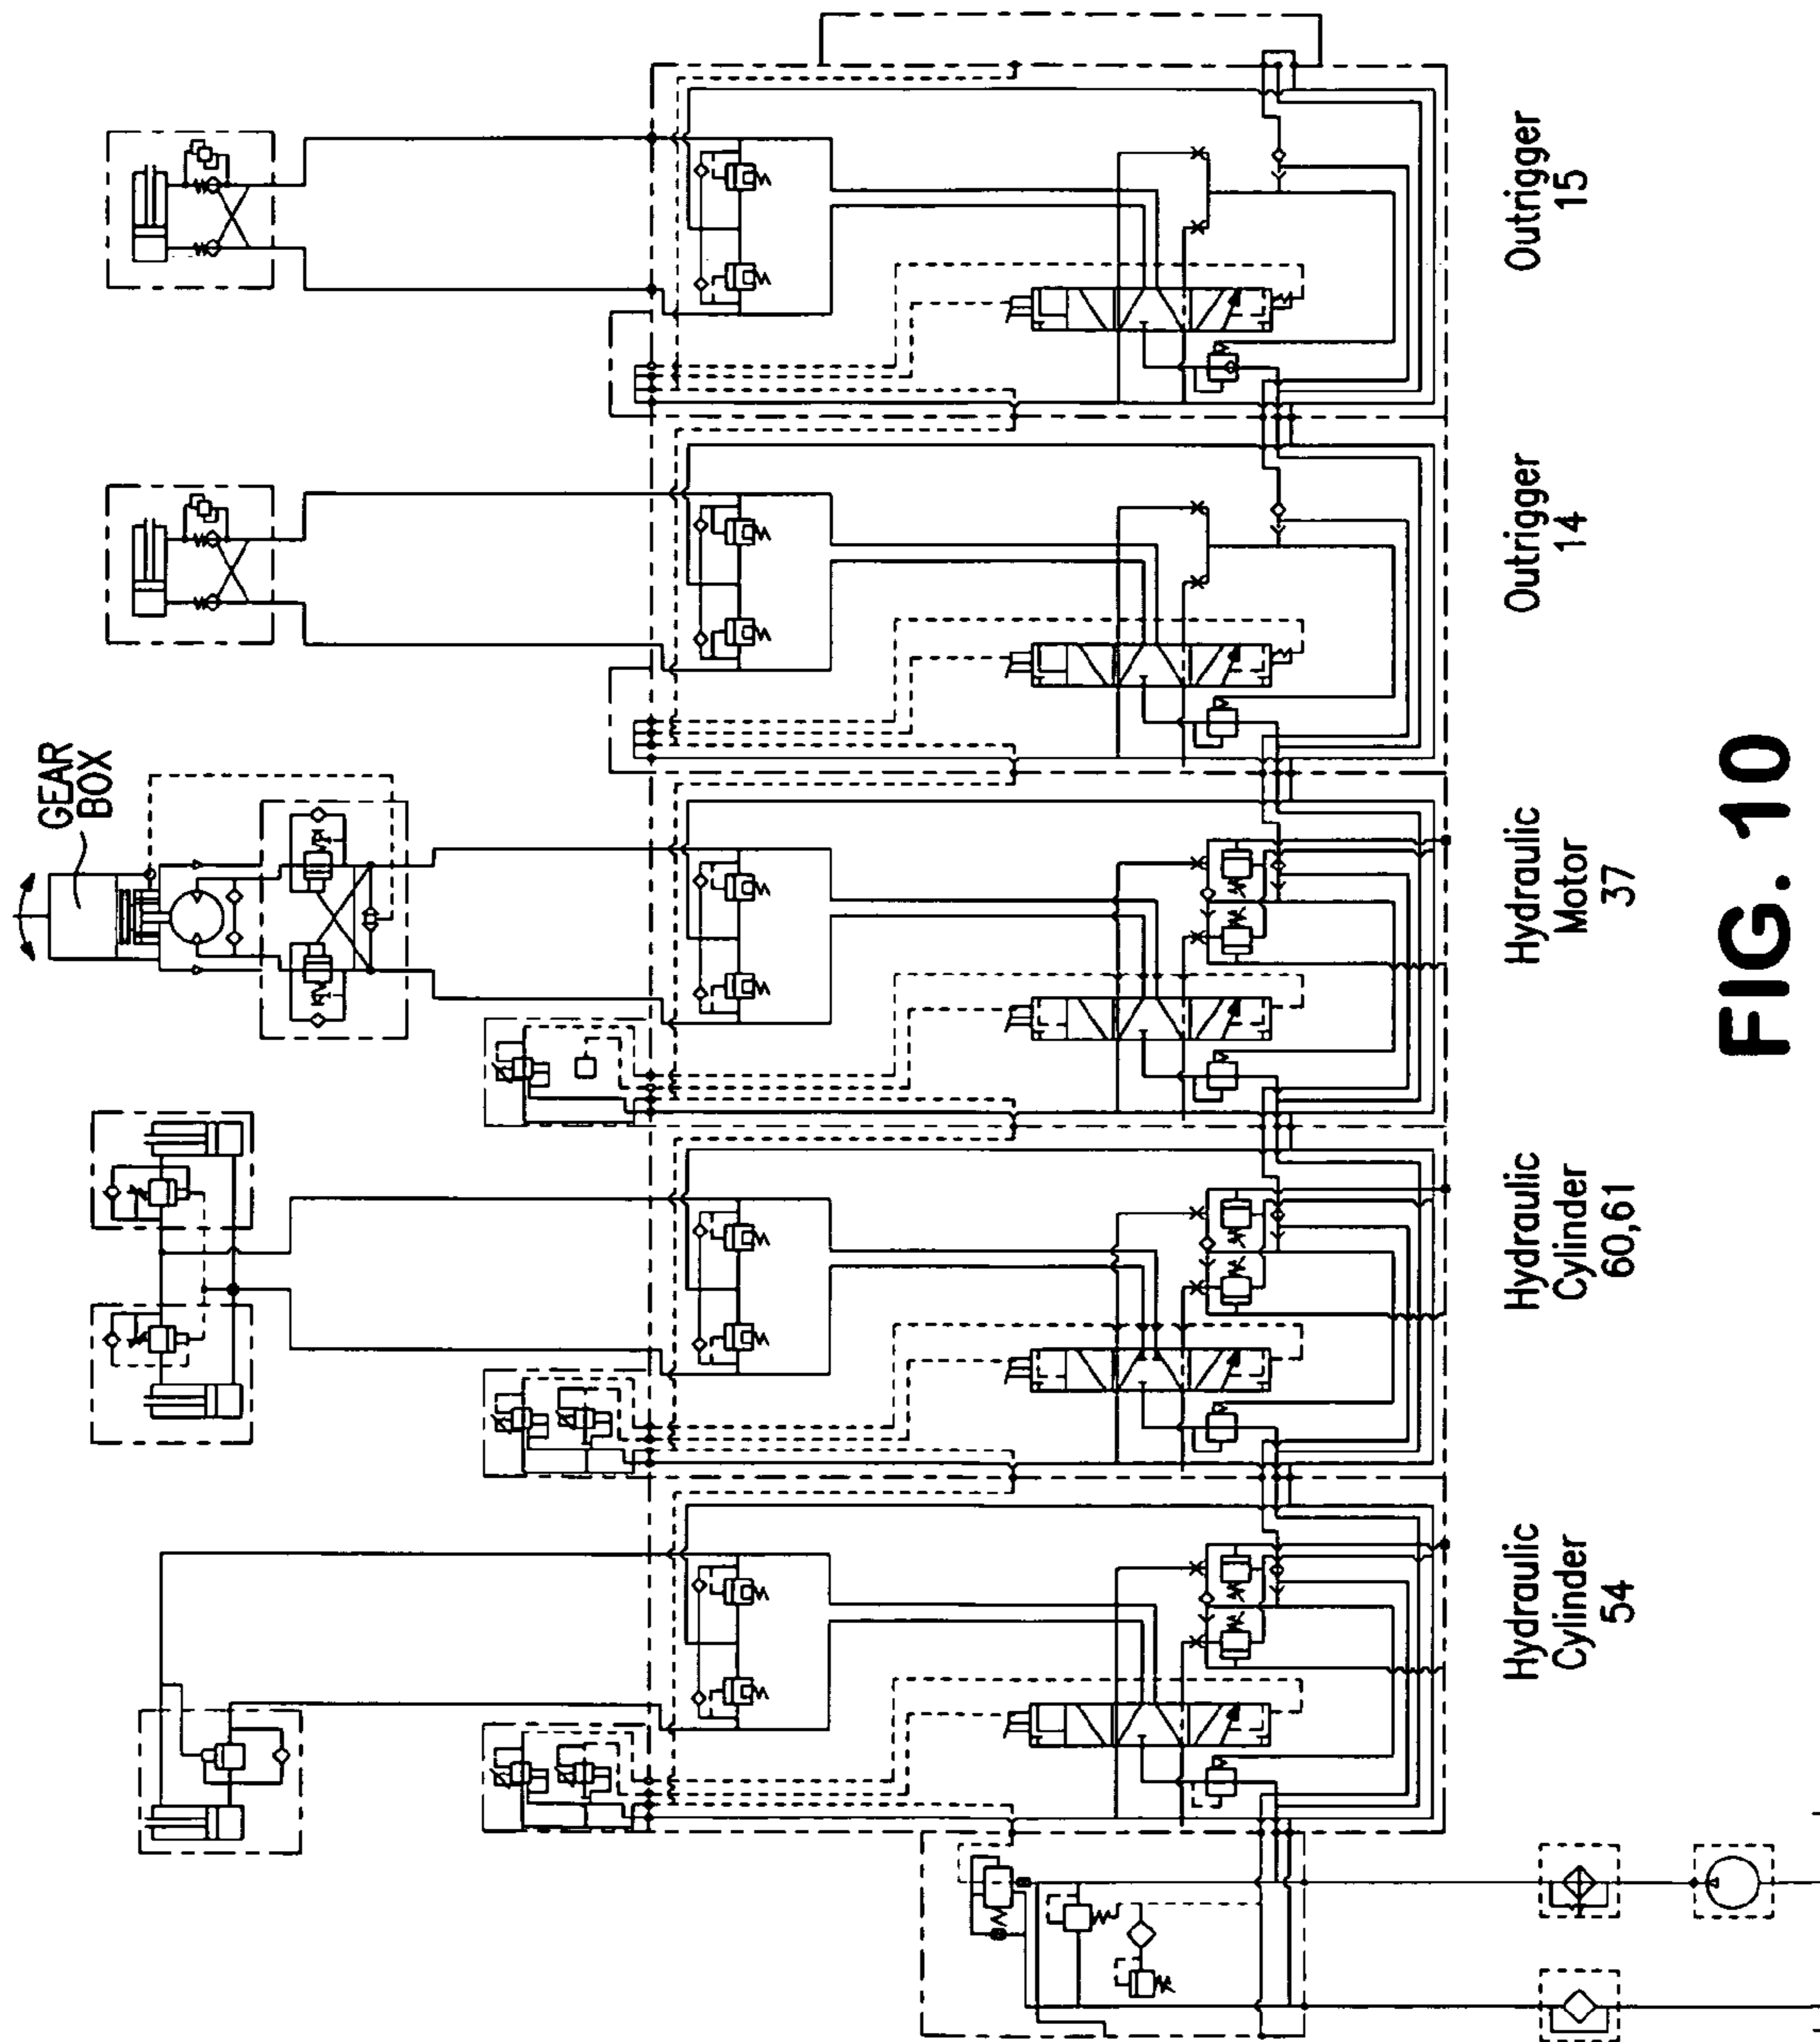 GEAR
BOX
Hydraulic
Cylinder
54
Hydraulic
Cylinder
60,61
Hydraulic
Motor
37
Outrigger
14
Outrigger
15
FIG. 10